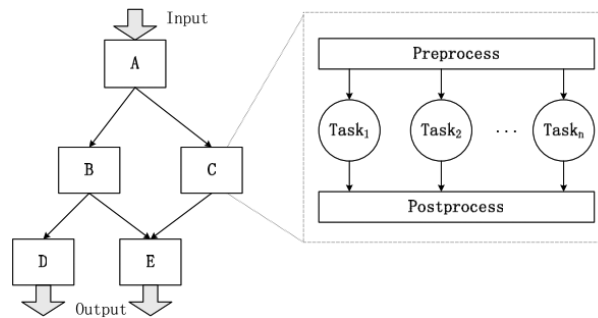 Input
A
B
C
D
E
Output
Preprocess
Task1
Task2
...
Taskn
Postprocess